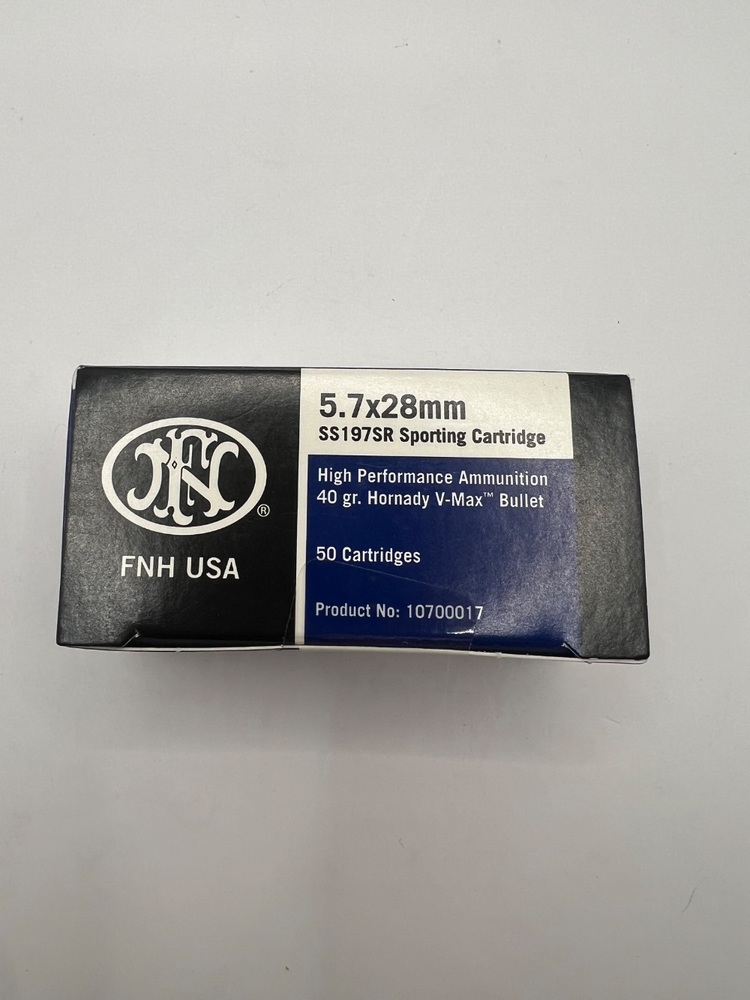 FN
®
FNH USA
5.7x28mm
SS197SR Sporting Cartridge
High Performance Ammunition
40 gr. Hornady V-Max™ Bullet
50 Cartridges
Product No: 10700017